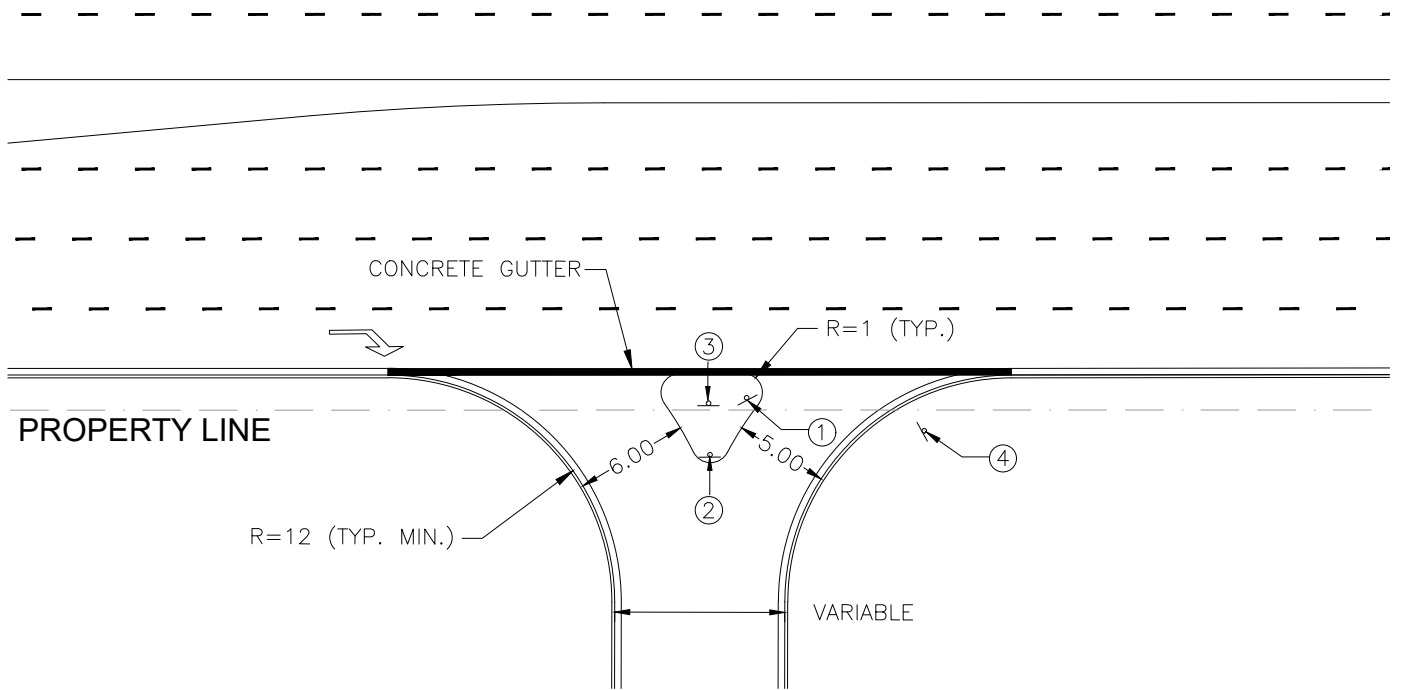 CONCRETE GUTTER
R=1 (TYP.)
3
PROPERTY LINE
1
6.00
5.00
4
2
R=12 (TYP. MIN.)
VARIABLE